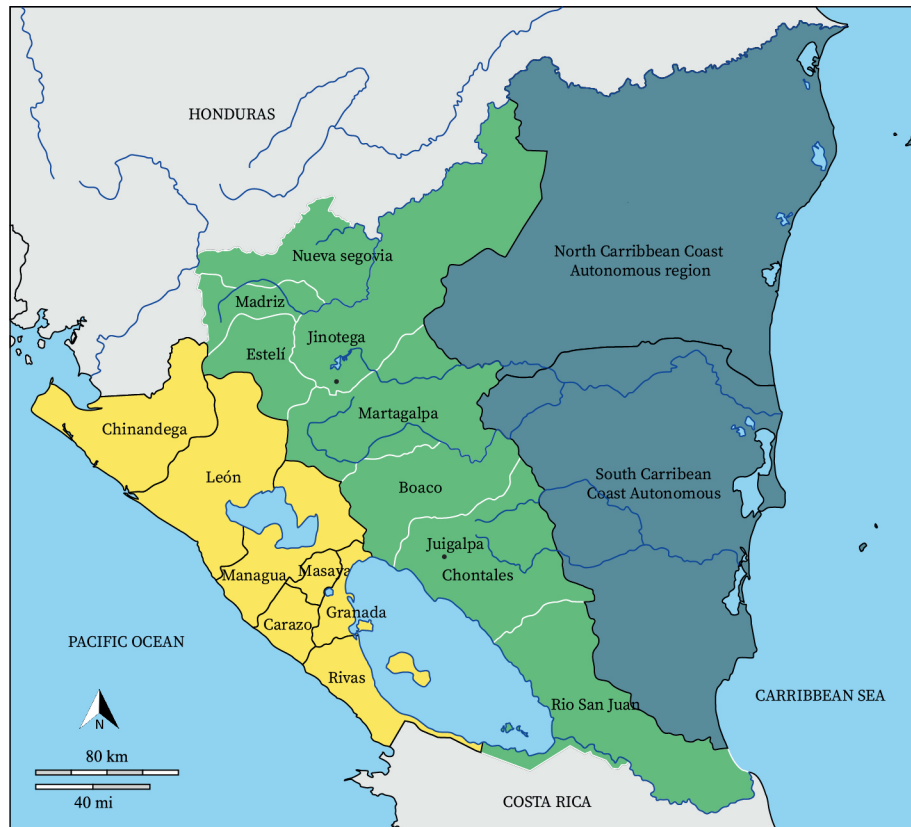 HONDURAS
Nueva segovia
North Carribbean Coast
Autonomous region
Madriz
Jinotega
Estelí
Chinandega
Martagalpa
León
South Carribean
Coast Autonomous
Boaco
Juigalpa
Managua
Masaya
Chontales
Granada
Carazo
PACIFIC OCEAN
Rivas
CARRIBBEAN SEA
Rio San Juan
N
80 km
40 mi
COSTA RICA